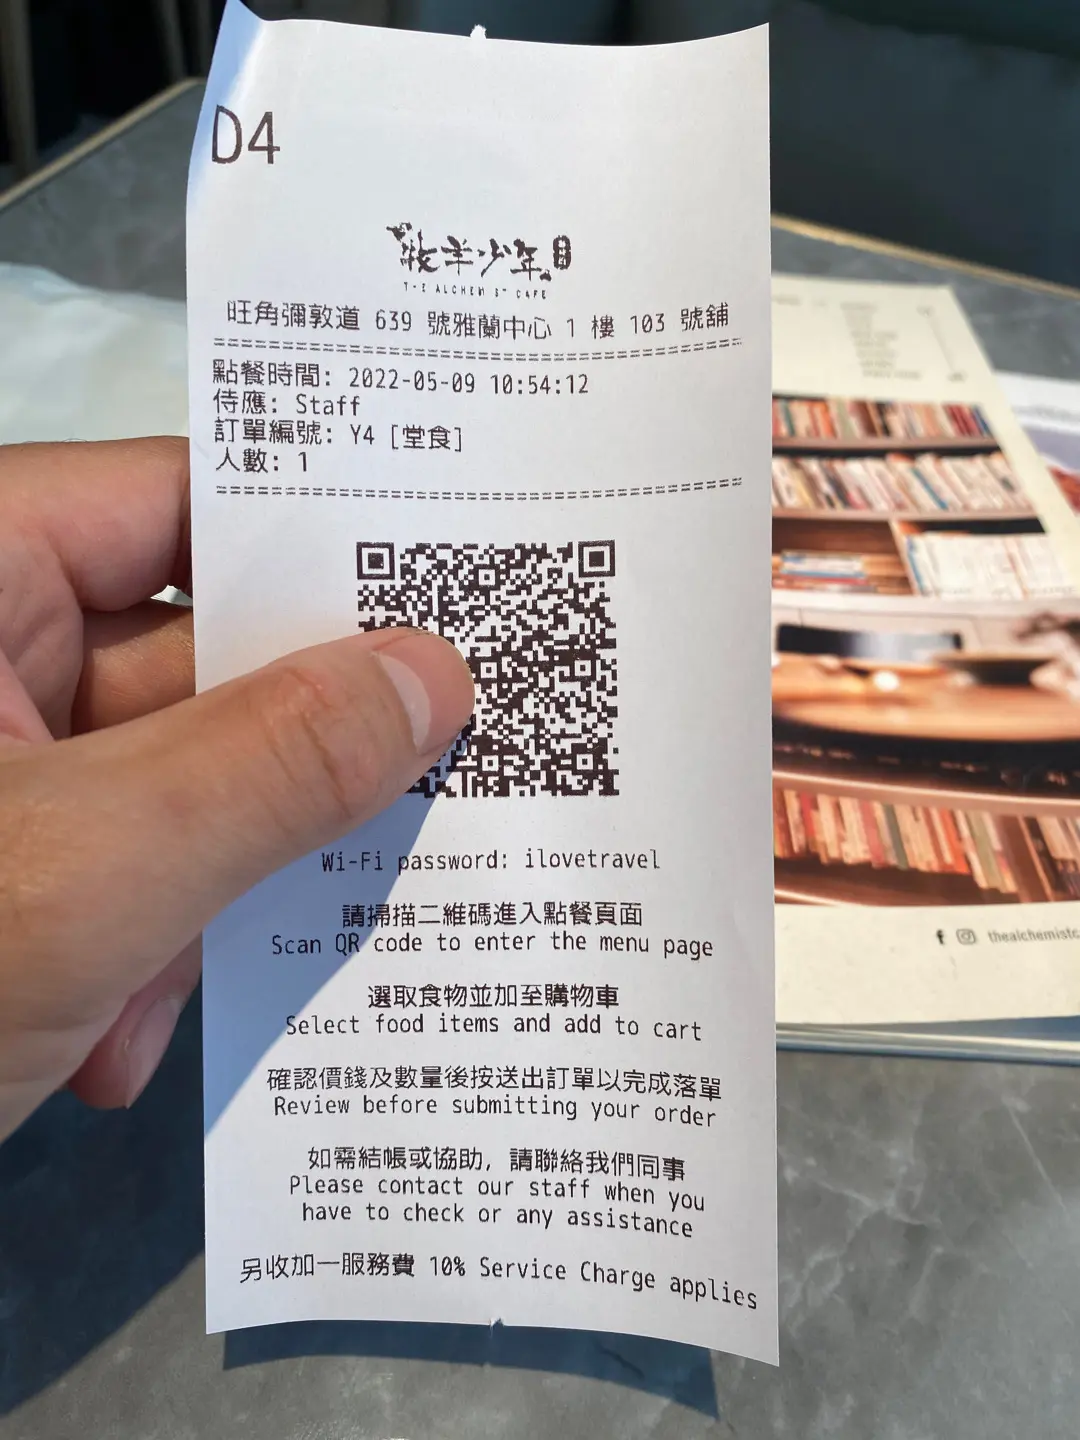 D4
牧羊少年
THE ALCHEMIST CAFE
旺角彌敦道 639 號雅蘭中心 1 樓 103 號舖
點餐時間: 2022-05-09 10:54:12
侍應: Staff
訂單編號: Y4 [堂食]
人數: 1
Wi-Fi password: ilovetravel
請掃描二維碼進入點餐頁面
Scan QR code to enter the menu page
選取食物並加至購物車
Select food items and add to cart
確認價錢及數量後按送出訂單以完成落單
Review before submitting your order
如需結帳或協助, 請聯絡我們同事
Please contact our staff when you
have to check or any assistance
另收加一服務費 10% Service Charge applies
thealchemistc